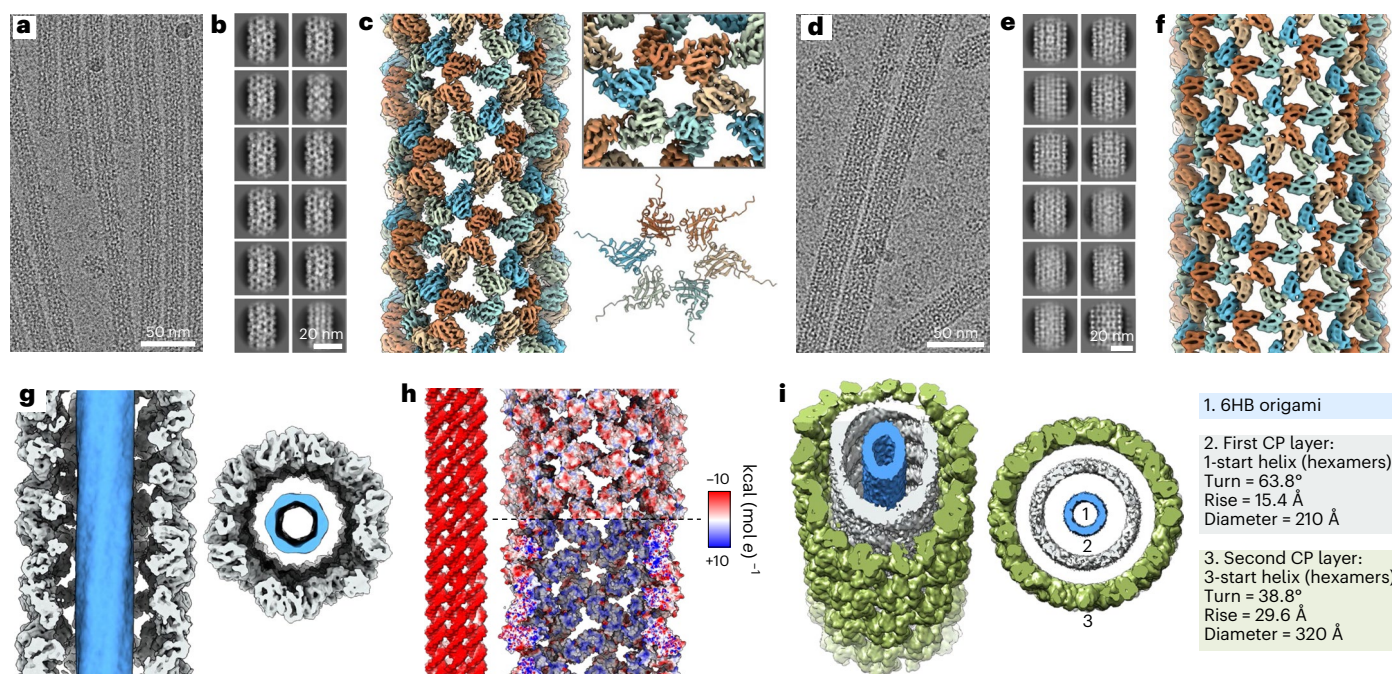 a
b
c
d
e
f
50 nm
20 nm
50 nm
20 nm
g
h
i
–10
+10
kcal (mole)⁻¹
1
2
3
1. 6HB origami
2. First CP layer:
1-start helix (hexamers)
Turn = 63.8°
Rise = 15.4 Å
Diameter = 210 Å
3. Second CP layer:
3-start helix (hexamers)
Turn = 38.8°
Rise = 29.6 Å
Diameter = 320 Å